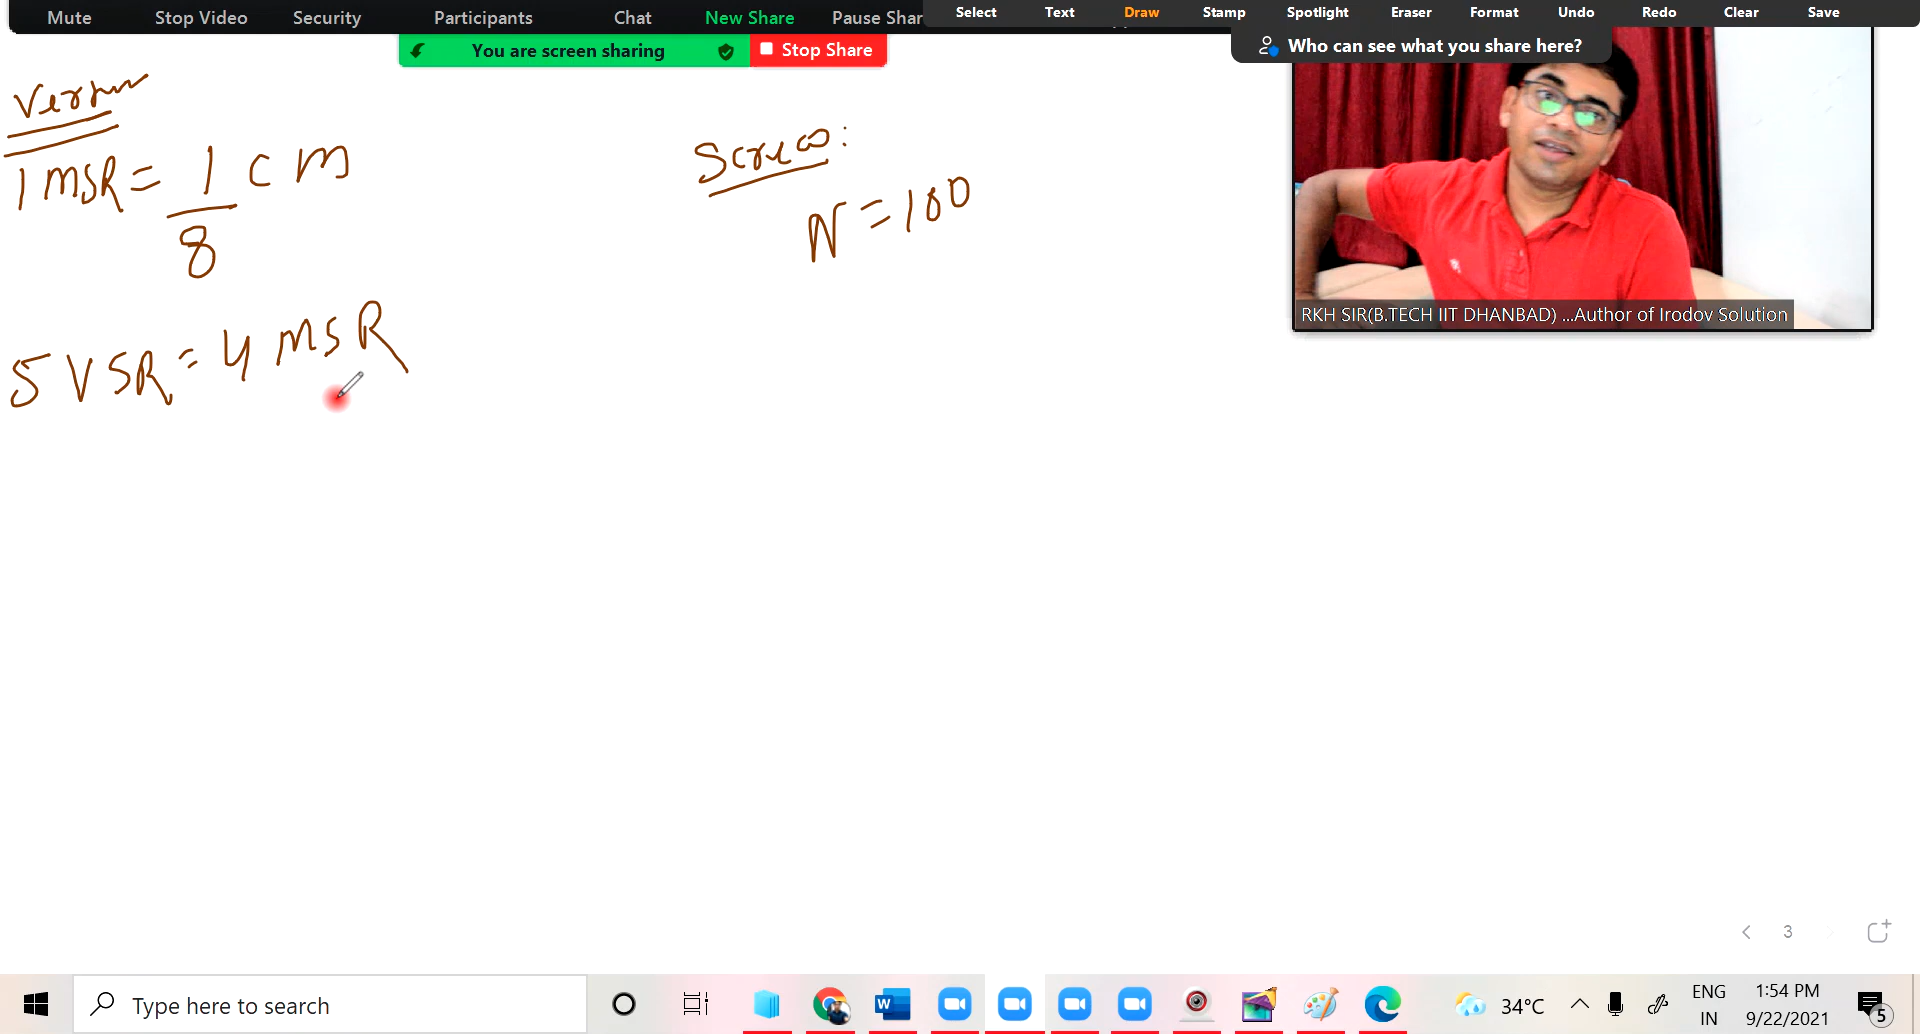 Mute Stop Video Security Participants Chat New Share Pause Shar Select Text Draw Stamp Spotlight Eraser Format Undo Redo Clear Save
You are screen sharing Stop Share Who can see what you share here?
1 MSR = 1/8 cm
5 VSR = 4 MSR
Screw:
N = 100
RKH SIR(B.TECH IIT DHANBAD) ...Author of Irodov Solution
3
Type here to search
34°C
ENG
IN
1:54 PM
9/22/2021
5